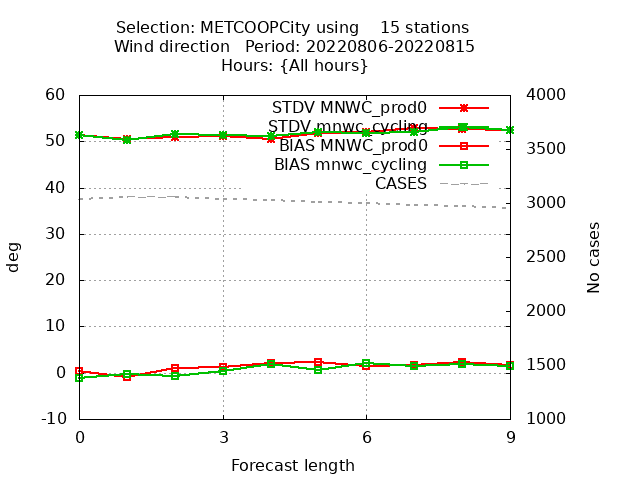 Selection: METCOOPCity using    15 stations
Wind direction   Period: 20220806-20220815
Hours: {All hours}
60
50
40
30
20
10
0
-10
deg
4000
3500
3000
2500
2000
1500
1000
No cases
STDV MNWC_prod0
STDV mnwc_cycling
BIAS MNWC_prod0
BIAS mnwc_cycling
CASES
0 3 6 9
Forecast length